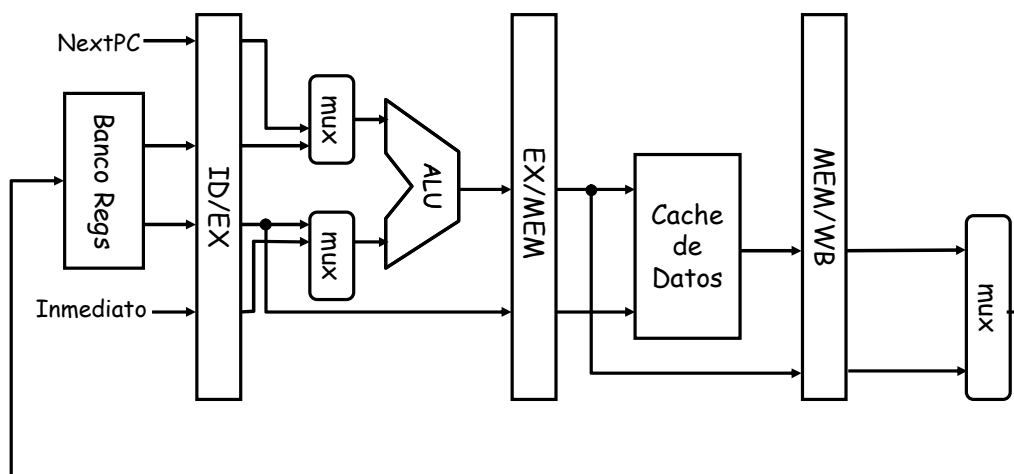 NextPC
Banco Regs
Inmediato
ID/EX
mux
mux
ALU
EX/MEM
Cache
de
Datos
MEM/WB
mux